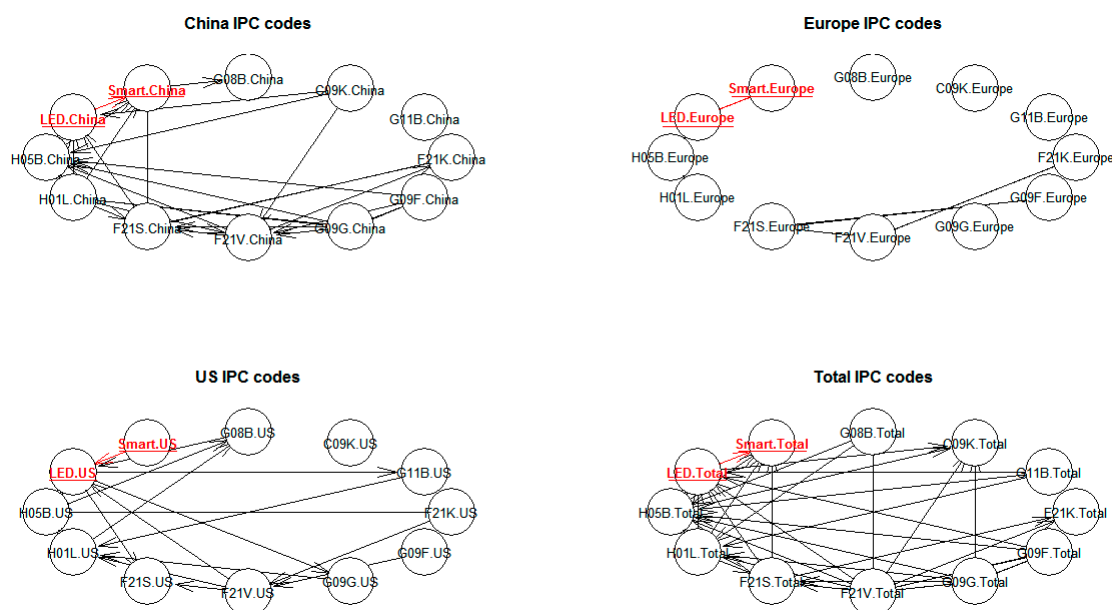 China IPC codes
Europe IPC codes
Smart.China
G08B.China
C09K.China
LED.China
G11B.China
H05B.China
F21K.China
H01L.China
G09F.China
F21S.China
F21V.China
G09G.China
Smart.Europe
G08B.Europe
C09K.Europe
LED.Europe
G11B.Europe
H05B.Europe
F21K.Europe
H01L.Europe
G09F.Europe
F21S.Europe
F21V.Europe
G09G.Europe
US IPC codes
Total IPC codes
Smart.US
G08B.US
C09K.US
LED.US
G11B.US
H05B.US
F21K.US
H01L.US
G09F.US
F21S.US
F21V.US
G09G.US
Smart.Total
G08B.Total
C09K.Total
LED.Total
G11B.Total
H05B.Total
F21K.Total
H01L.Total
G09F.Total
F21S.Total
F21V.Total
G09G.Total